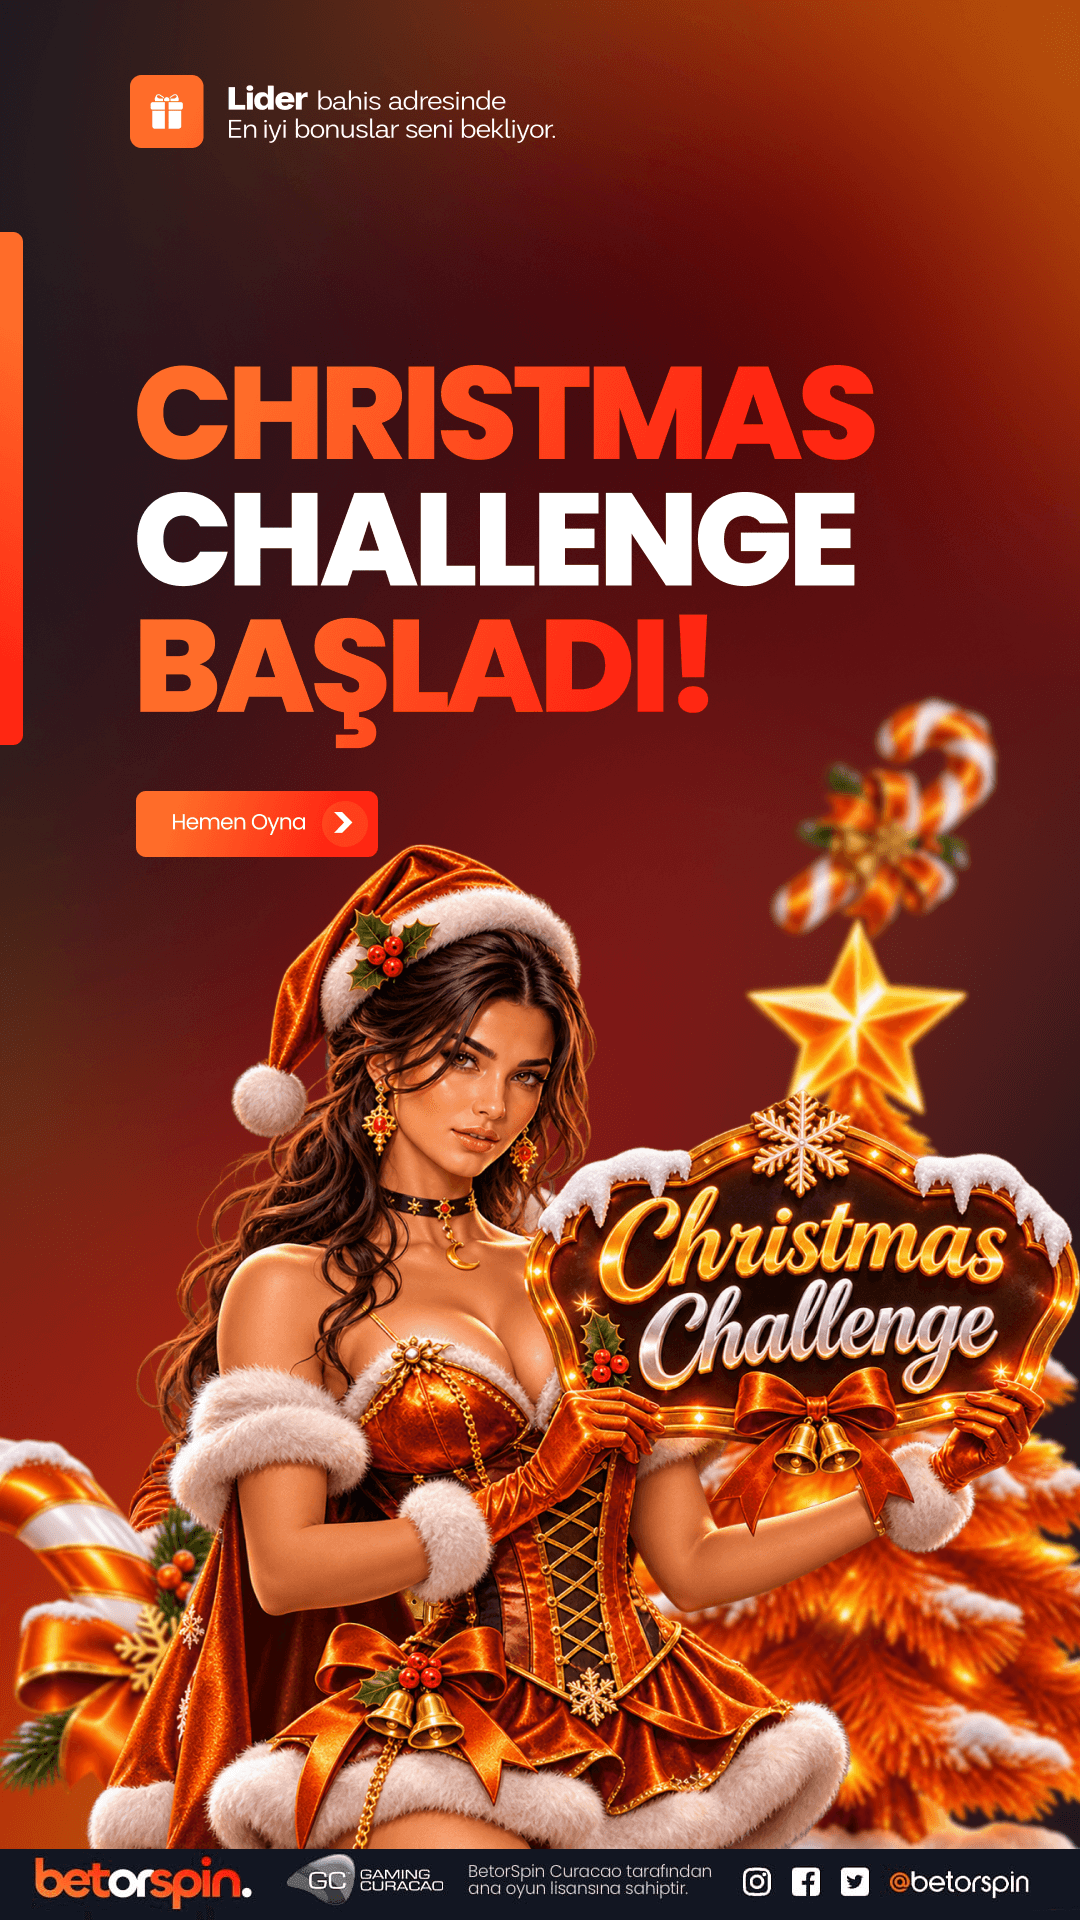 Lider bahis adresinde
En iyi bonuslar seni bekliyor.
CHRISTMAS
CHALLENGE
BAŞLADI!
Hemen Oyna
Christmas
Challenge
betorspin.
GC GAMING
CURACAO
BetorSpin Curacao tarafından
ana oyun lisansına sahiptir.
@betorspin